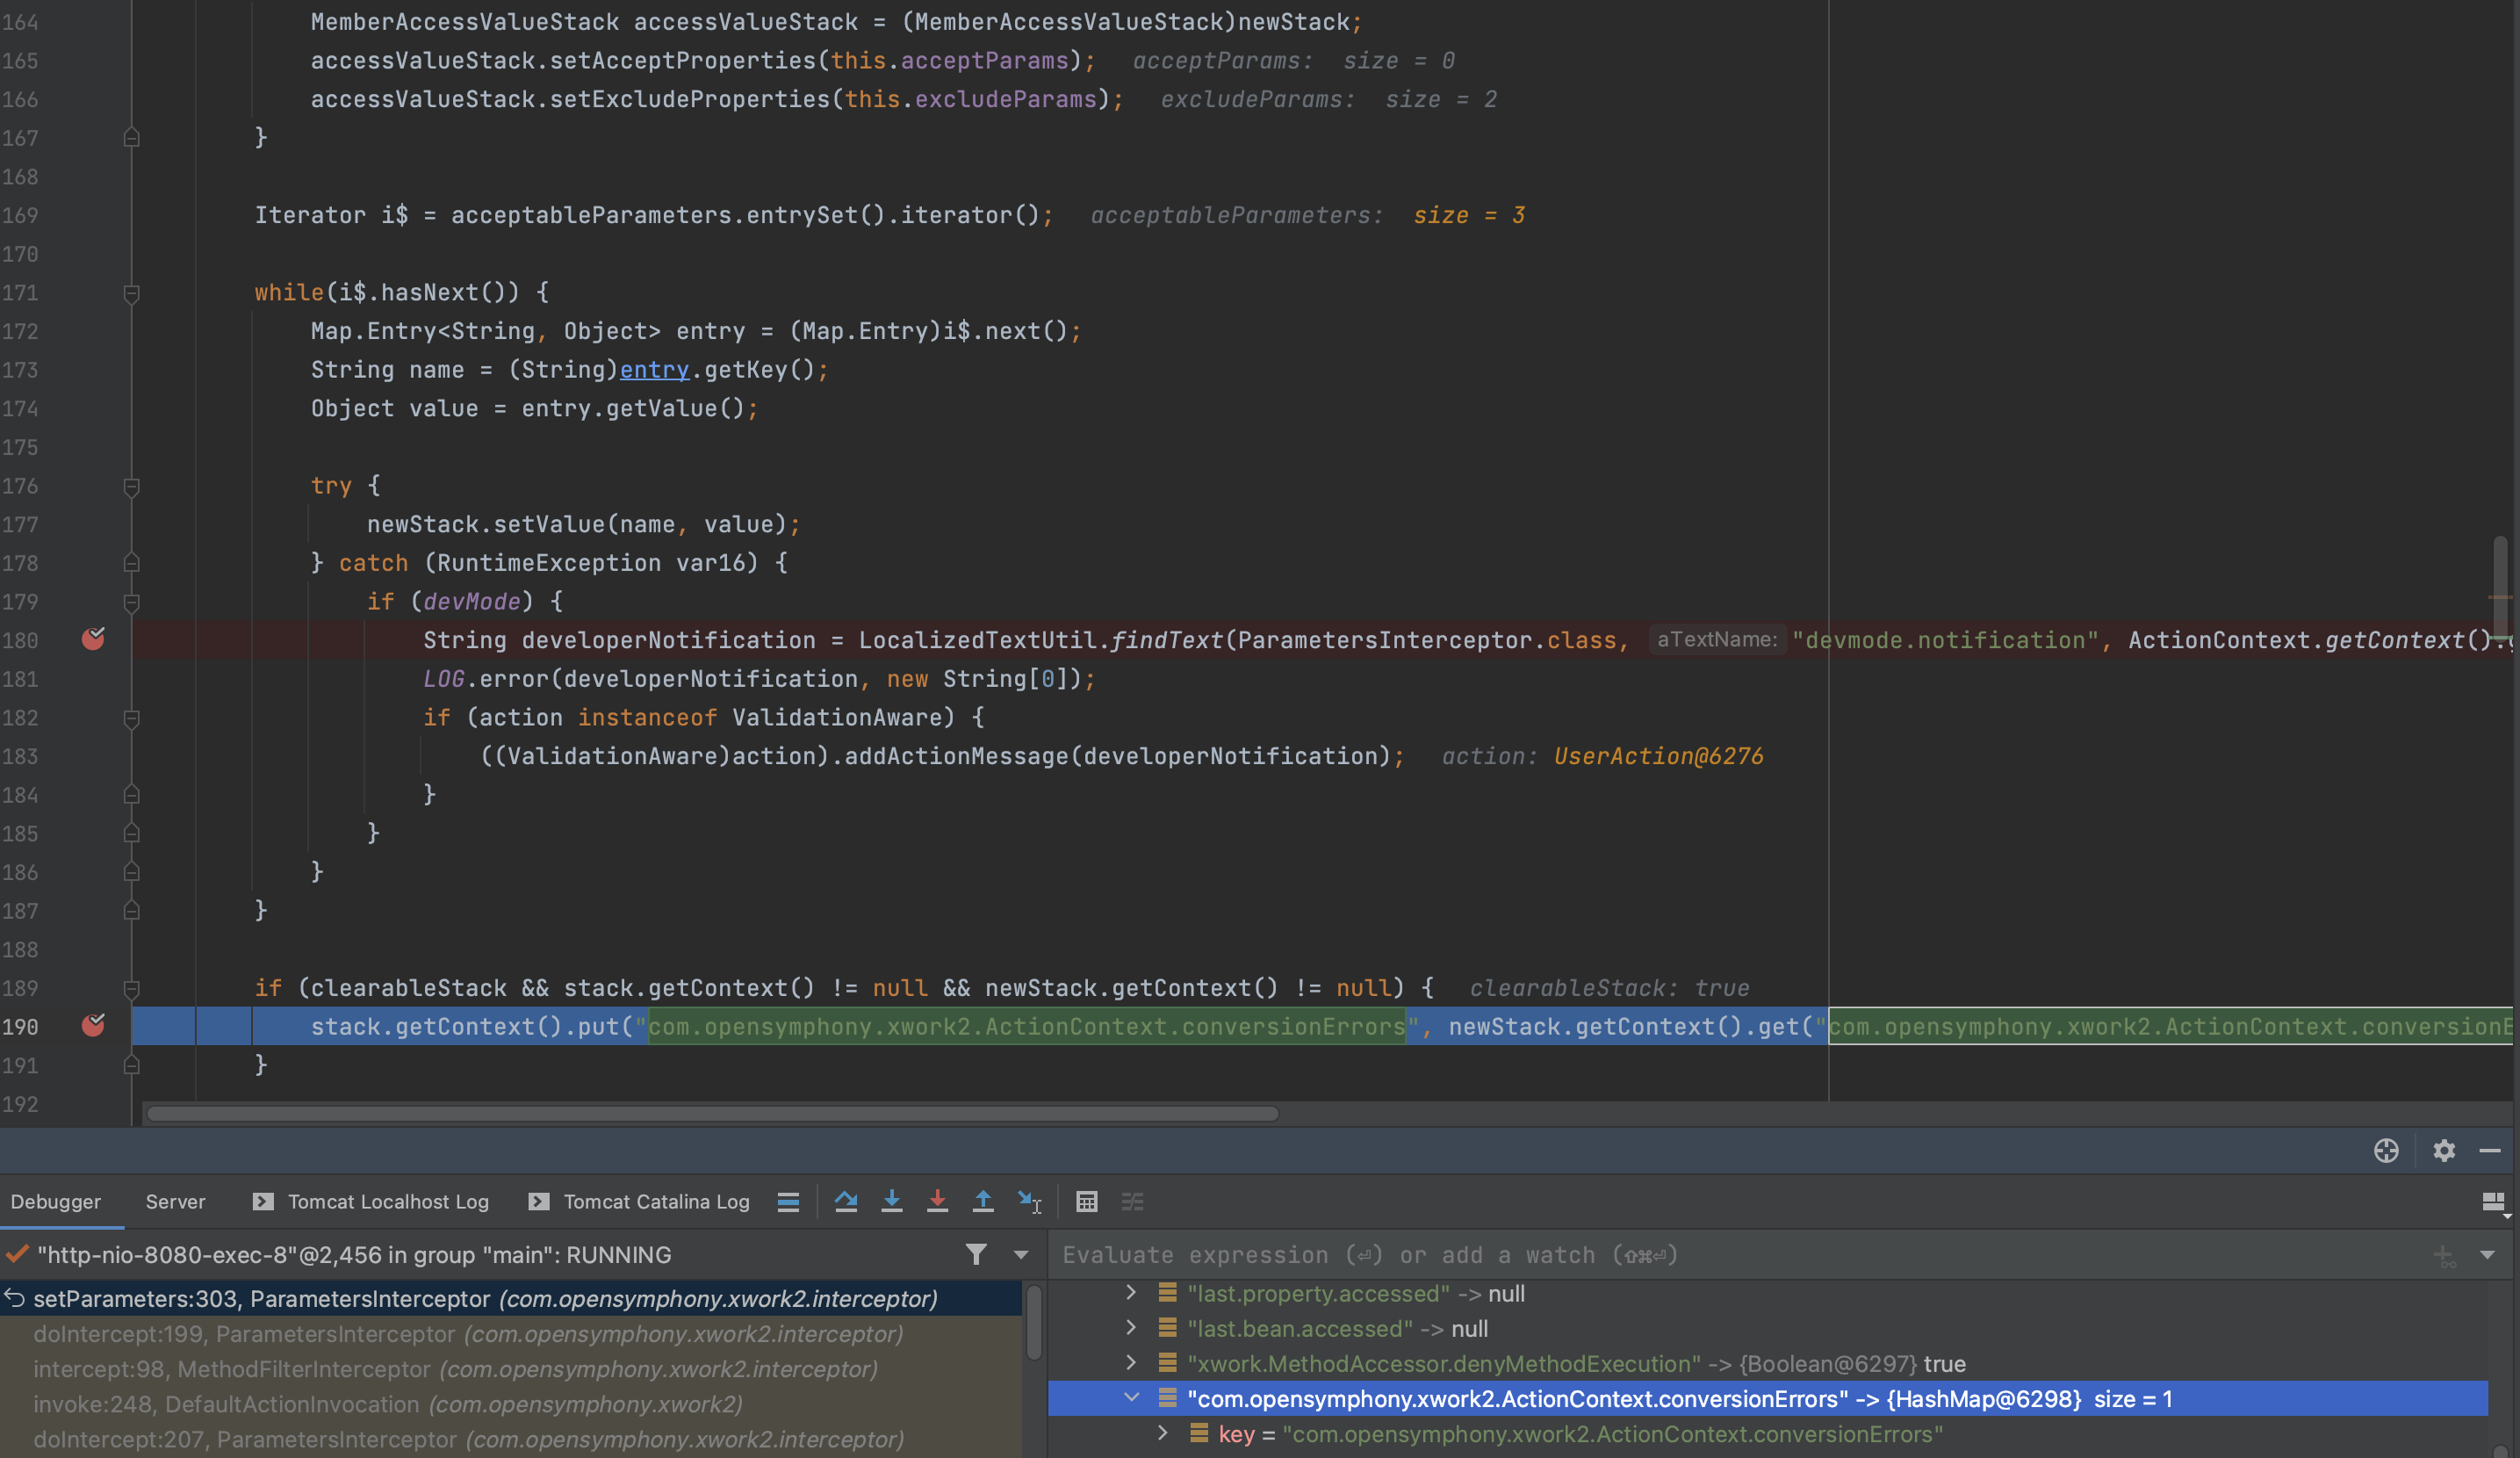 164 MemberAccessValueStack accessValueStack = (MemberAccessValueStack)newStack;
165 accessValueStack.setAcceptProperties(this.acceptParams); acceptParams: size = 0
166 accessValueStack.setExcludeProperties(this.excludeParams); excludeParams: size = 2
167 }
168
169 Iterator i$ = acceptableParameters.entrySet().iterator(); acceptableParameters: size = 3
170
171 while(i$.hasNext()) {
172 Map.Entry<String, Object> entry = (Map.Entry)i$.next();
173 String name = (String)entry.getKey();
174 Object value = entry.getValue();
175
176 try {
177 newStack.setValue(name, value);
178 } catch (RuntimeException var16) {
179 if (devMode) {
180 String developerNotification = LocalizedTextUtil.findText(ParametersInterceptor.class, aTextName: "devmode.notification", ActionContext.getContext().
181 LOG.error(developerNotification, new String[0]);
182 if (action instanceof ValidationAware) {
183 ((ValidationAware)action).addActionMessage(developerNotification); action: UserAction@6276
184 }
185 }
186 }
187 }
188
189 if (clearableStack && stack.getContext() != null && newStack.getContext() != null) { clearableStack: true
190 stack.getContext().put("com.opensymphony.xwork2.ActionContext.conversionErrors", newStack.getContext().get("com.opensymphony.xwork2.ActionContext.conversionE
191 }
192
Debugger Server Tomcat Localhost Log Tomcat Catalina Log
"http-nio-8080-exec-8"@2,456 in group "main": RUNNING
Evaluate expression (⏎) or add a watch (⇧⌘⏎)
setParameters:303, ParametersInterceptor (com.opensymphony.xwork2.interceptor)
doIntercept:199, ParametersInterceptor (com.opensymphony.xwork2.interceptor)
intercept:98, MethodFilterInterceptor (com.opensymphony.xwork2.interceptor)
invoke:248, DefaultActionInvocation (com.opensymphony.xwork2)
doIntercept:207, ParametersInterceptor (com.opensymphony.xwork2.interceptor)
"last.property.accessed" -> null
"last.bean.accessed" -> null
"xwork.MethodAccessor.denyMethodExecution" -> {Boolean@6297} true
"com.opensymphony.xwork2.ActionContext.conversionErrors" -> {HashMap@6298} size = 1
key = "com.opensymphony.xwork2.ActionContext.conversionErrors"